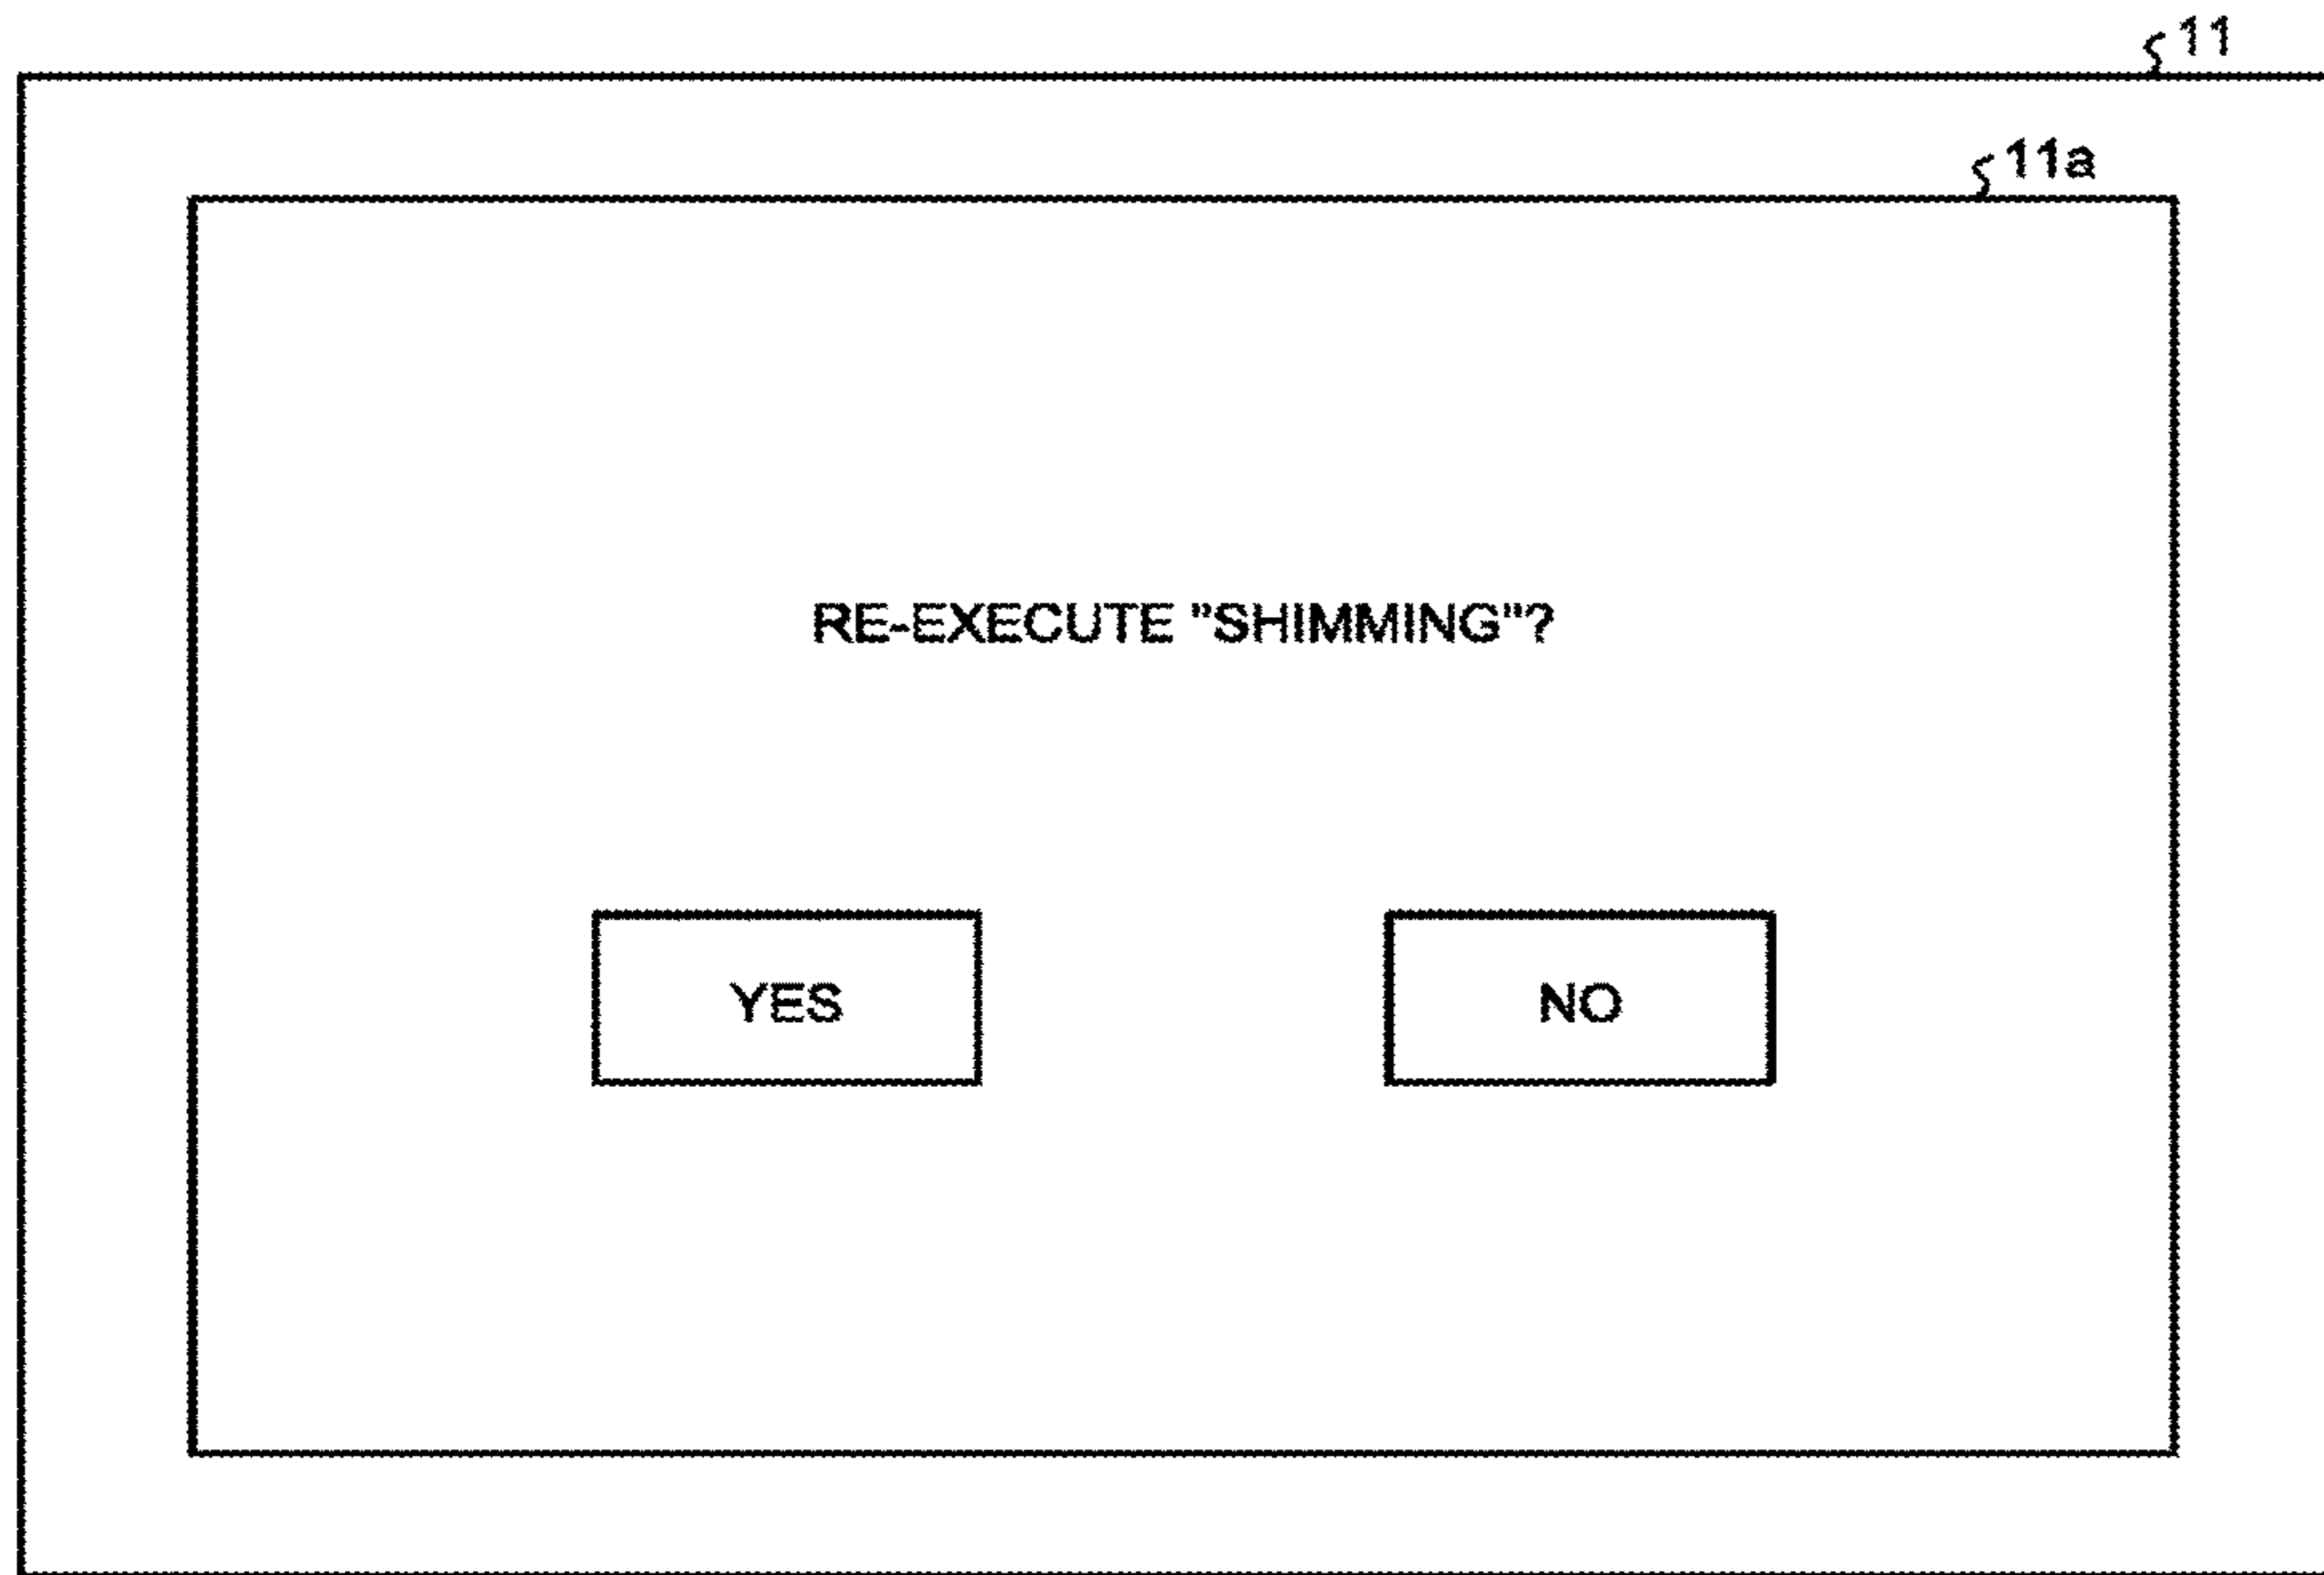 11
11a
RE-EXECUTE "SHIMMING"?
YES
NO